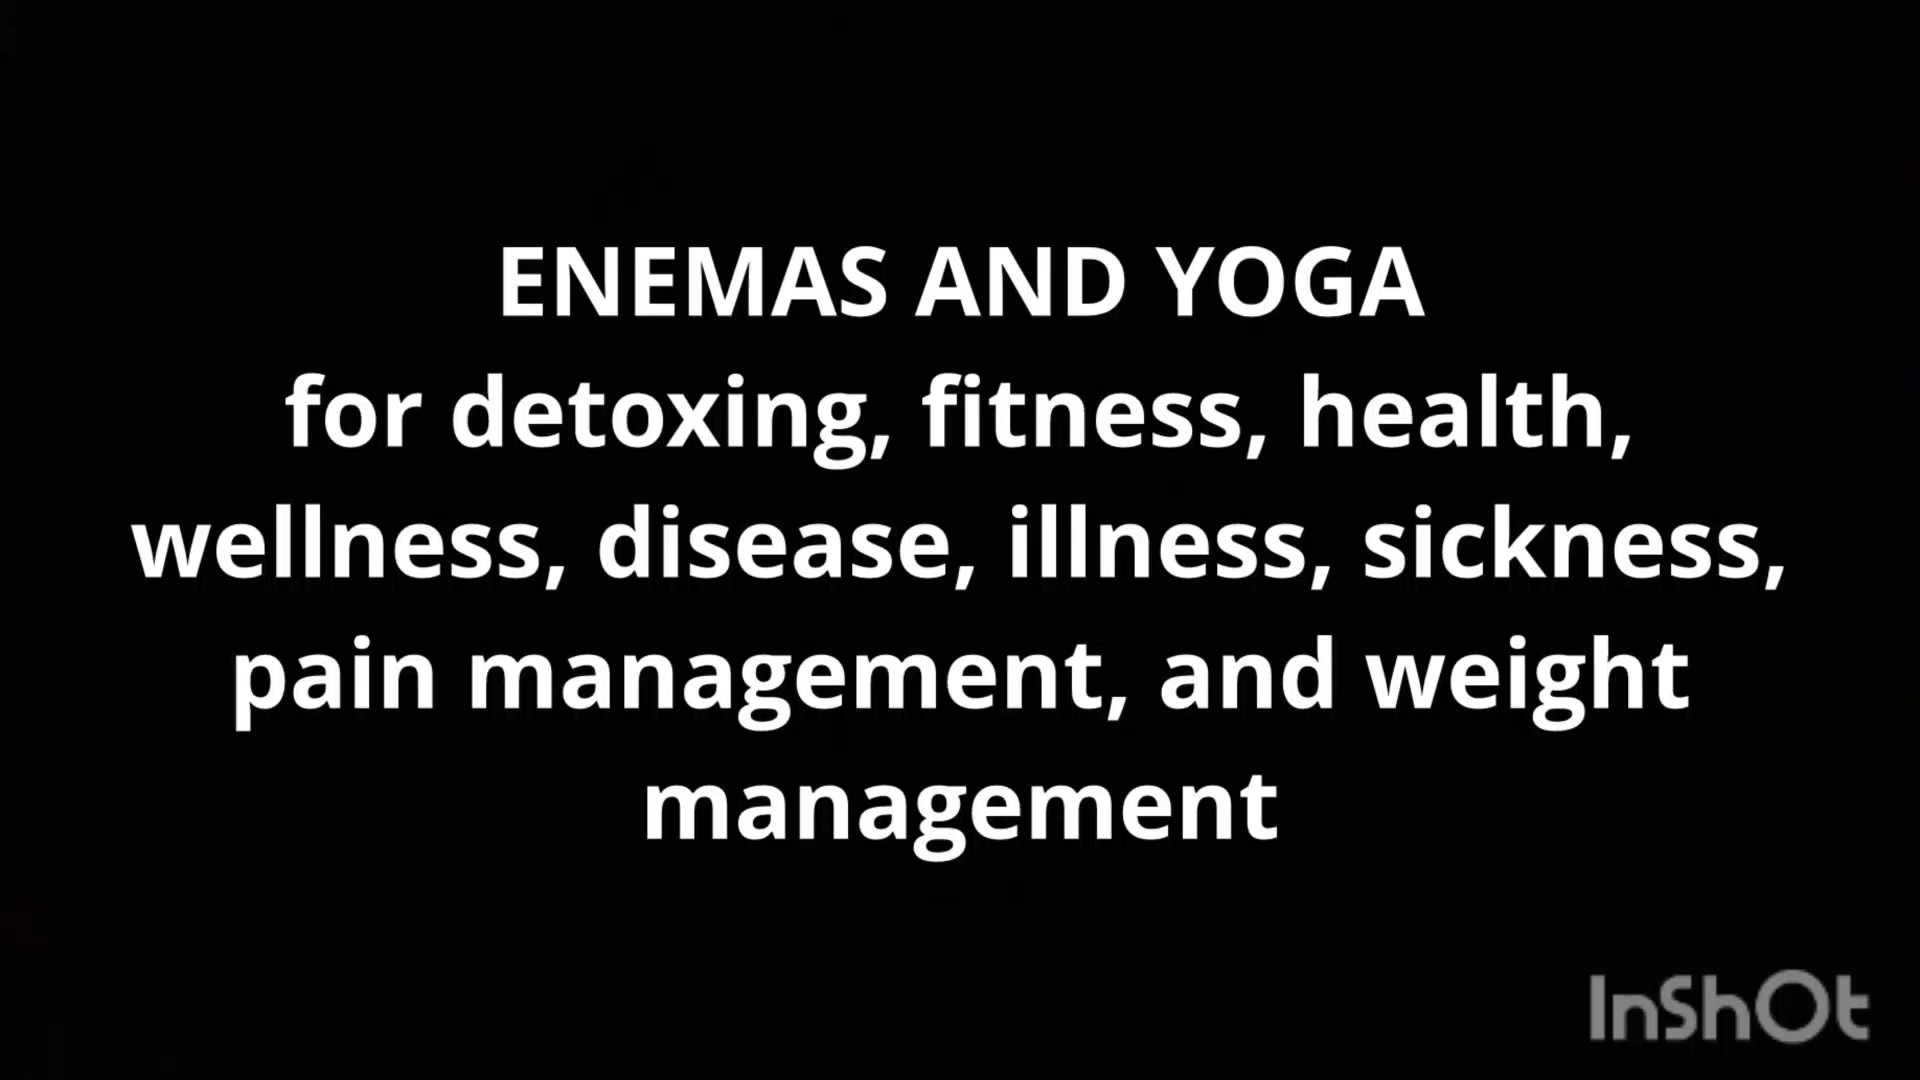 ENEMAS AND YOGA
for detoxing, fitness, health,
wellness, disease, illness, sickness,
pain management, and weight
management
InShOt